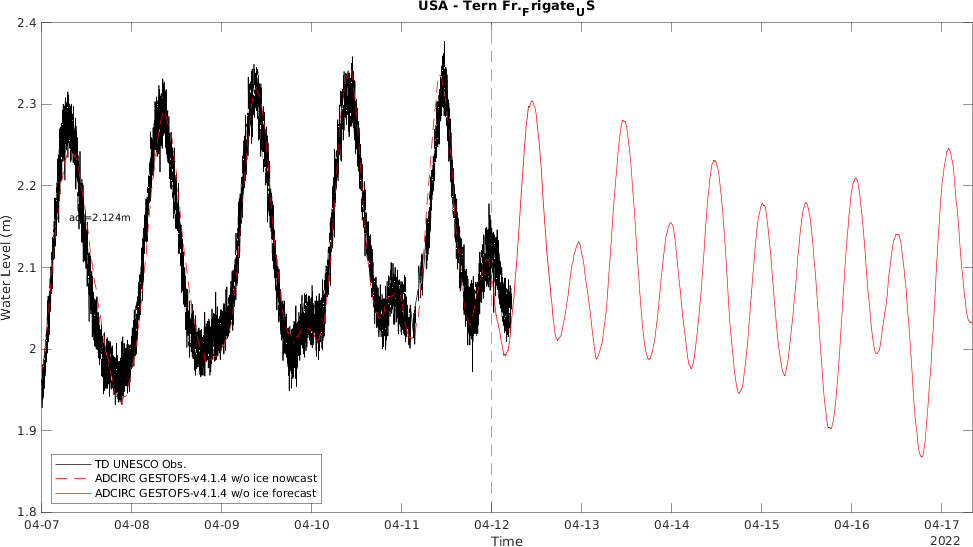 USA - Tern Fr.FrigateUS
2.4
2.3
2.2
2.1
2
1.9
1.8
Water Level (m)
=2.124m
TD UNESCO Obs.
ADCIRC GESTOFS-v4.1.4 w/o ice nowcast
ADCIRC GESTOFS-v4.1.4 w/o ice forecast
04-07 04-08 04-09 04-10 04-11 04-12 04-13 04-14 04-15 04-16 04-17
Time
2022